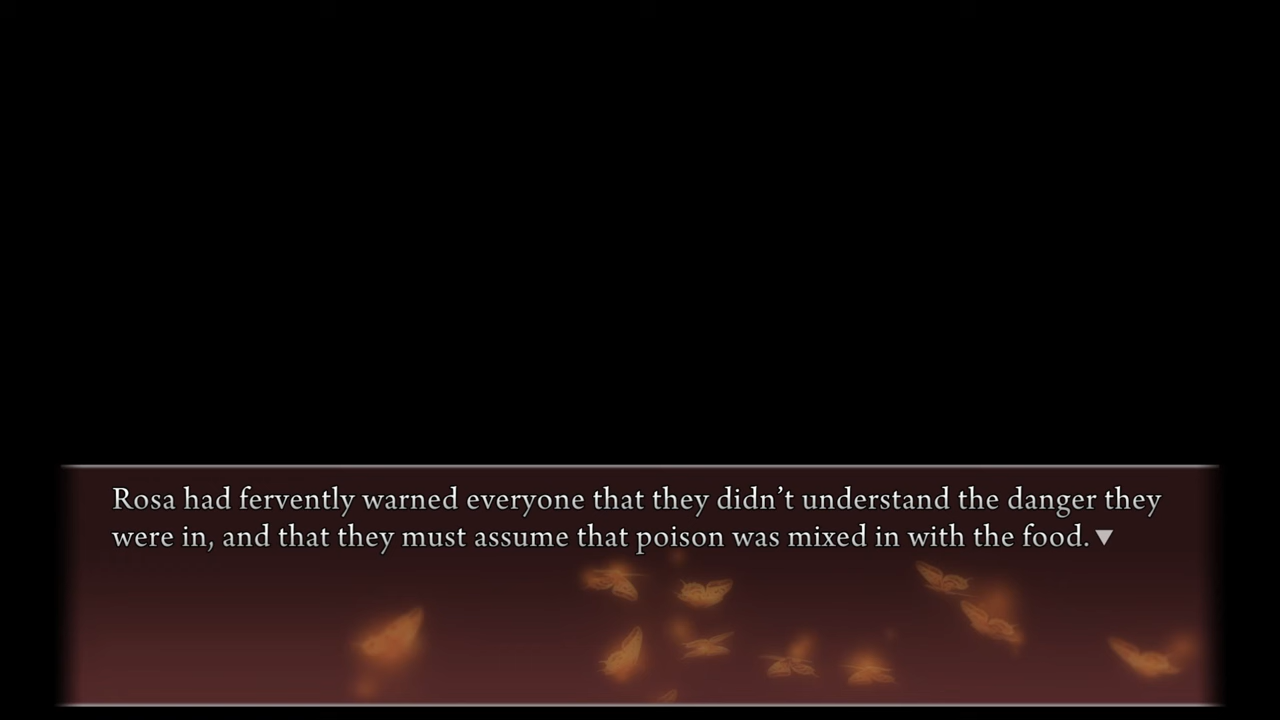 Rosa had fervently warned everyone that they didn’t understand the danger they
were in, and that they must assume that poison was mixed in with the food.